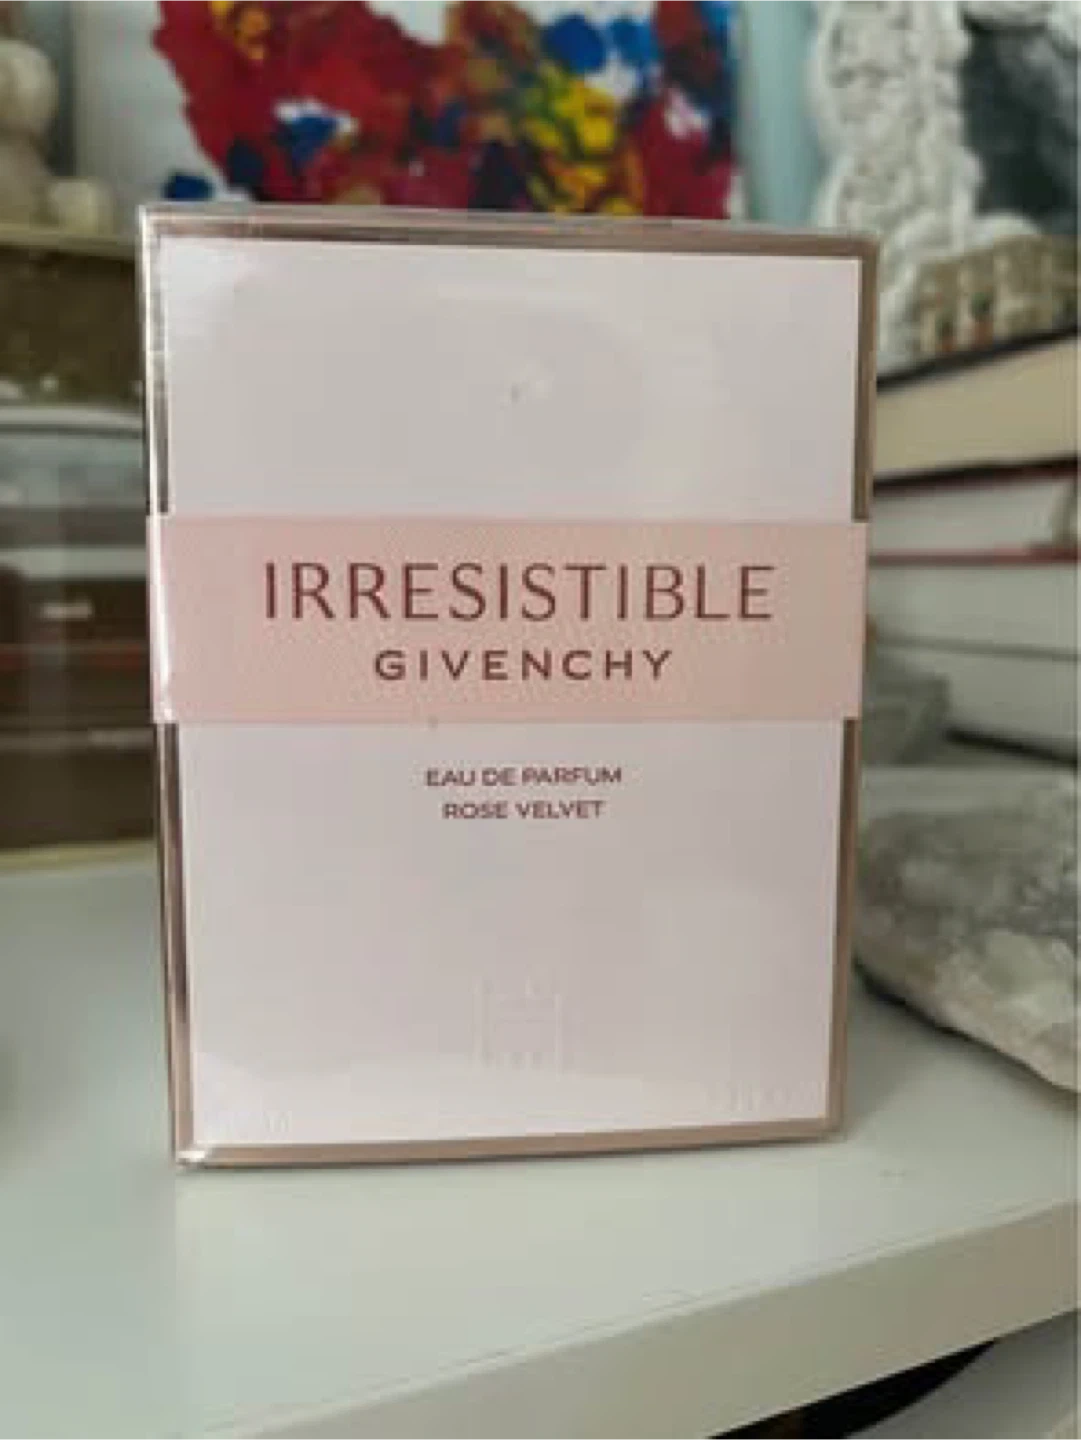 IRRESISTIBLE
GIVENCHY
EAU DE PARFUM
ROSE VELVET